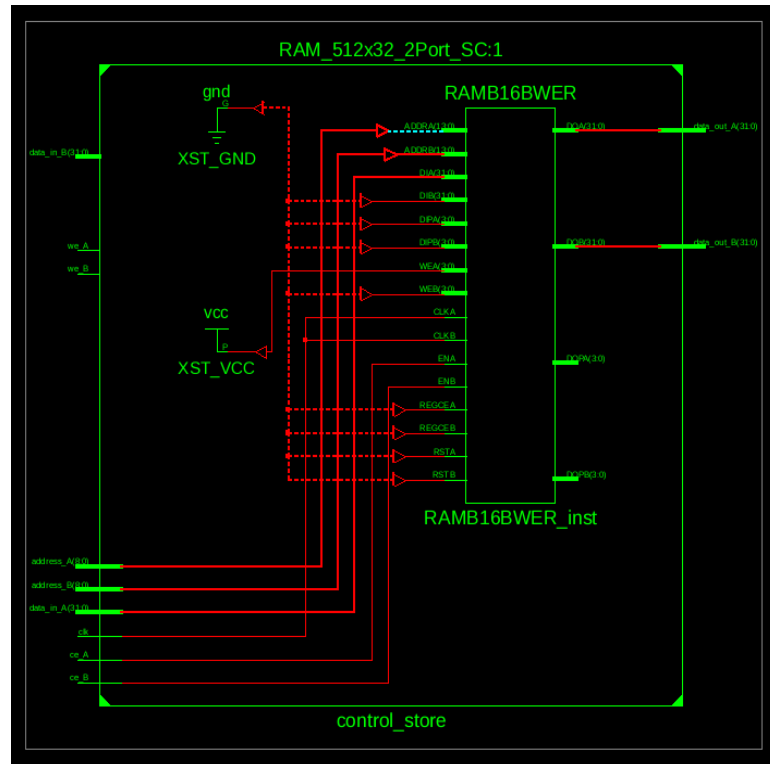 RAM_512x32_2Port_SC:1
gnd
G
XST_GND
RAMB16BWER
data_in_B(31:0)
we_A
we_B
vcc
P
XST_VCC
ADDRA(13:0)
ADDRB(13:0)
DIA(31:0)
DIB(31:0)
DIPA(3:0)
DIPB(3:0)
WEA(3:0)
WEB(3:0)
CLKA
CLKB
ENA
ENB
REGCEA
REGCEB
RSTA
RSTB
DOA(31:0)
DOB(31:0)
DOPA(3:0)
DOPB(3:0)
data_out_A(31:0)
data_out_B(31:0)
RAMB16BWER_inst
address_A(8:0)
address_B(8:0)
data_in_A(31:0)
clk
ce_A
ce_B
control_store